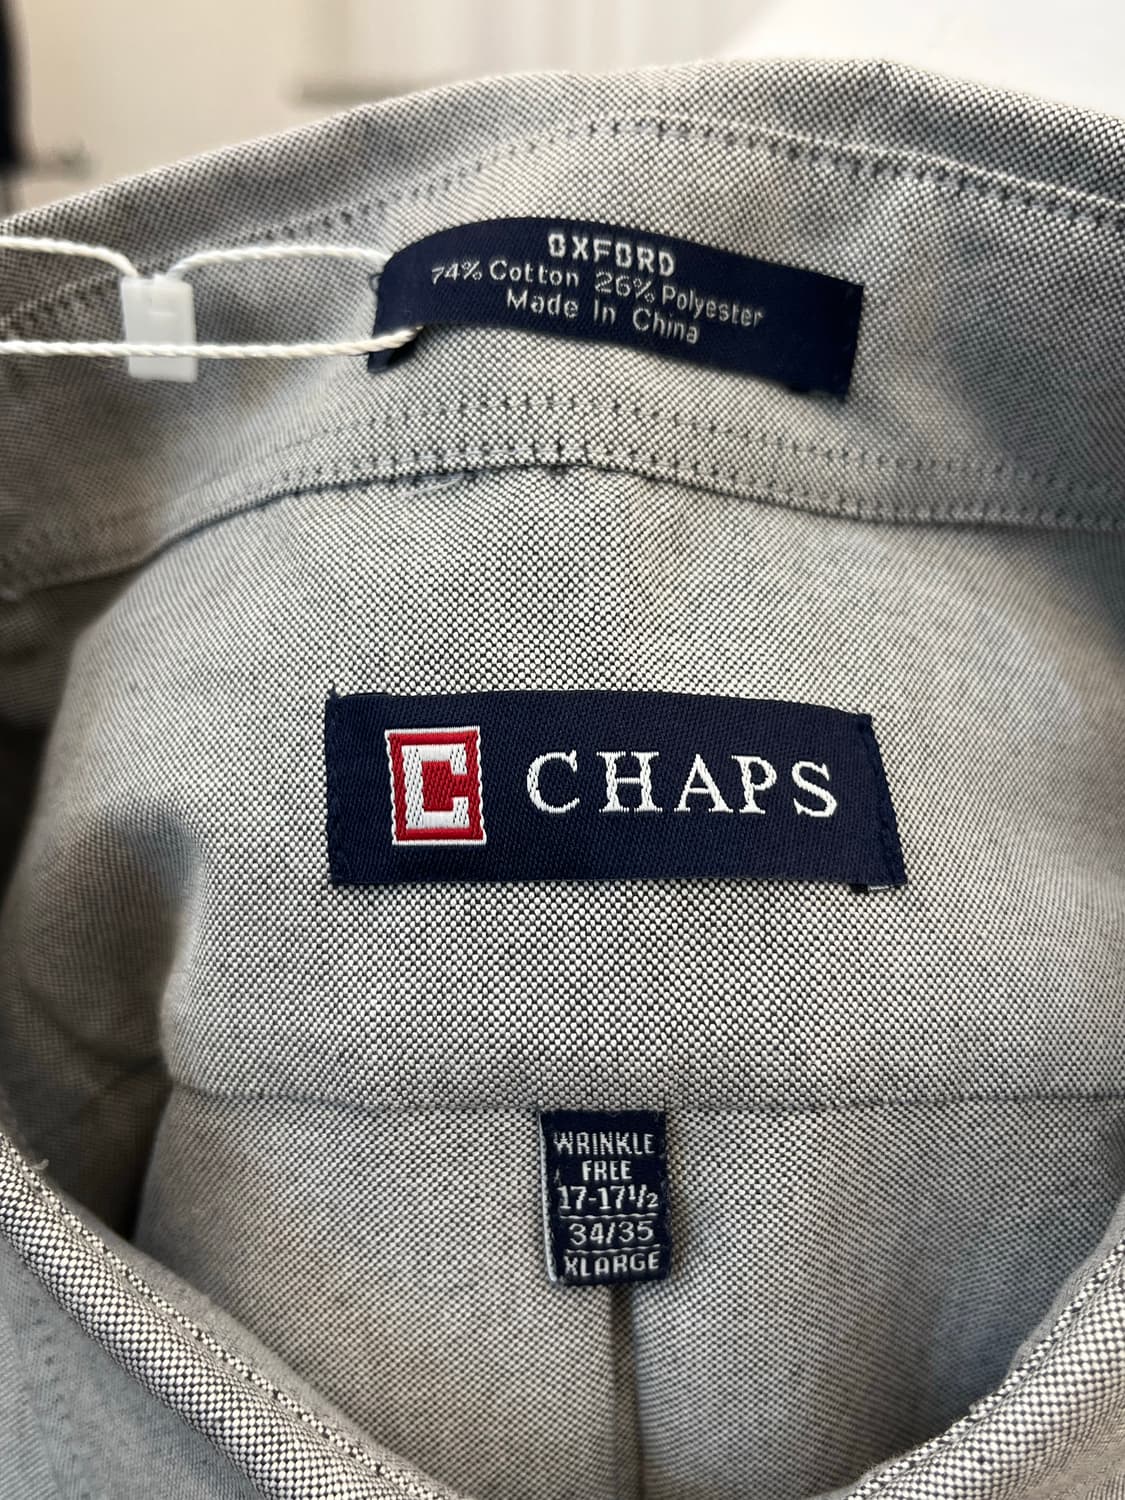 OXFORD
74% Cotton 26% Polyester
Made In China
C CHAPS
WRINKLE
FREE
17-17½
34/35
XLARGE